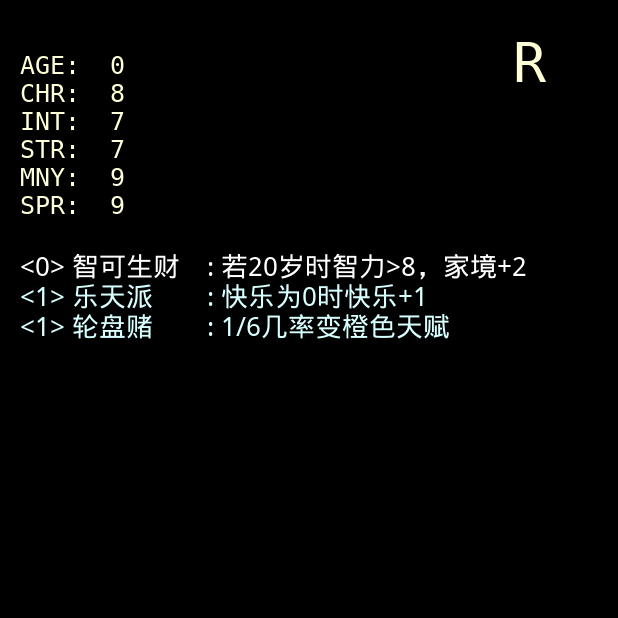 R
AGE: 0
CHR: 8
INT: 7
STR: 7
MNY: 9
SPR: 9
<0> 智可生财 : 若20岁时智力>8，家境+2
<1> 乐天派 : 快乐为0时快乐+1
<1> 轮盘赌 : 1/6几率变橙色天赋